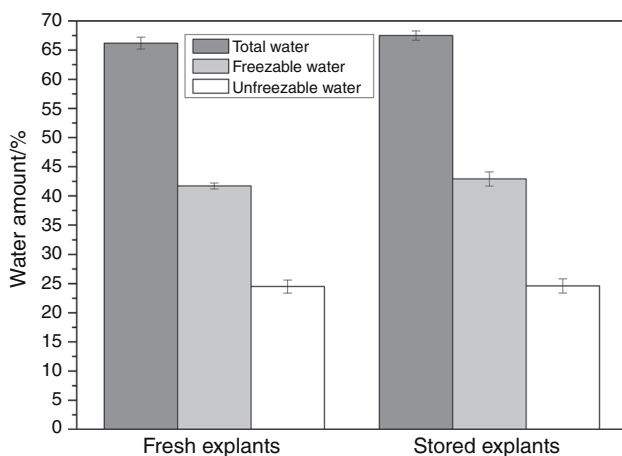 Water amount/%
70
65
60
55
50
45
40
35
30
25
20
15
10
5
0
Total water
Freezable water
Unfreezable water
Fresh explants
Stored explants